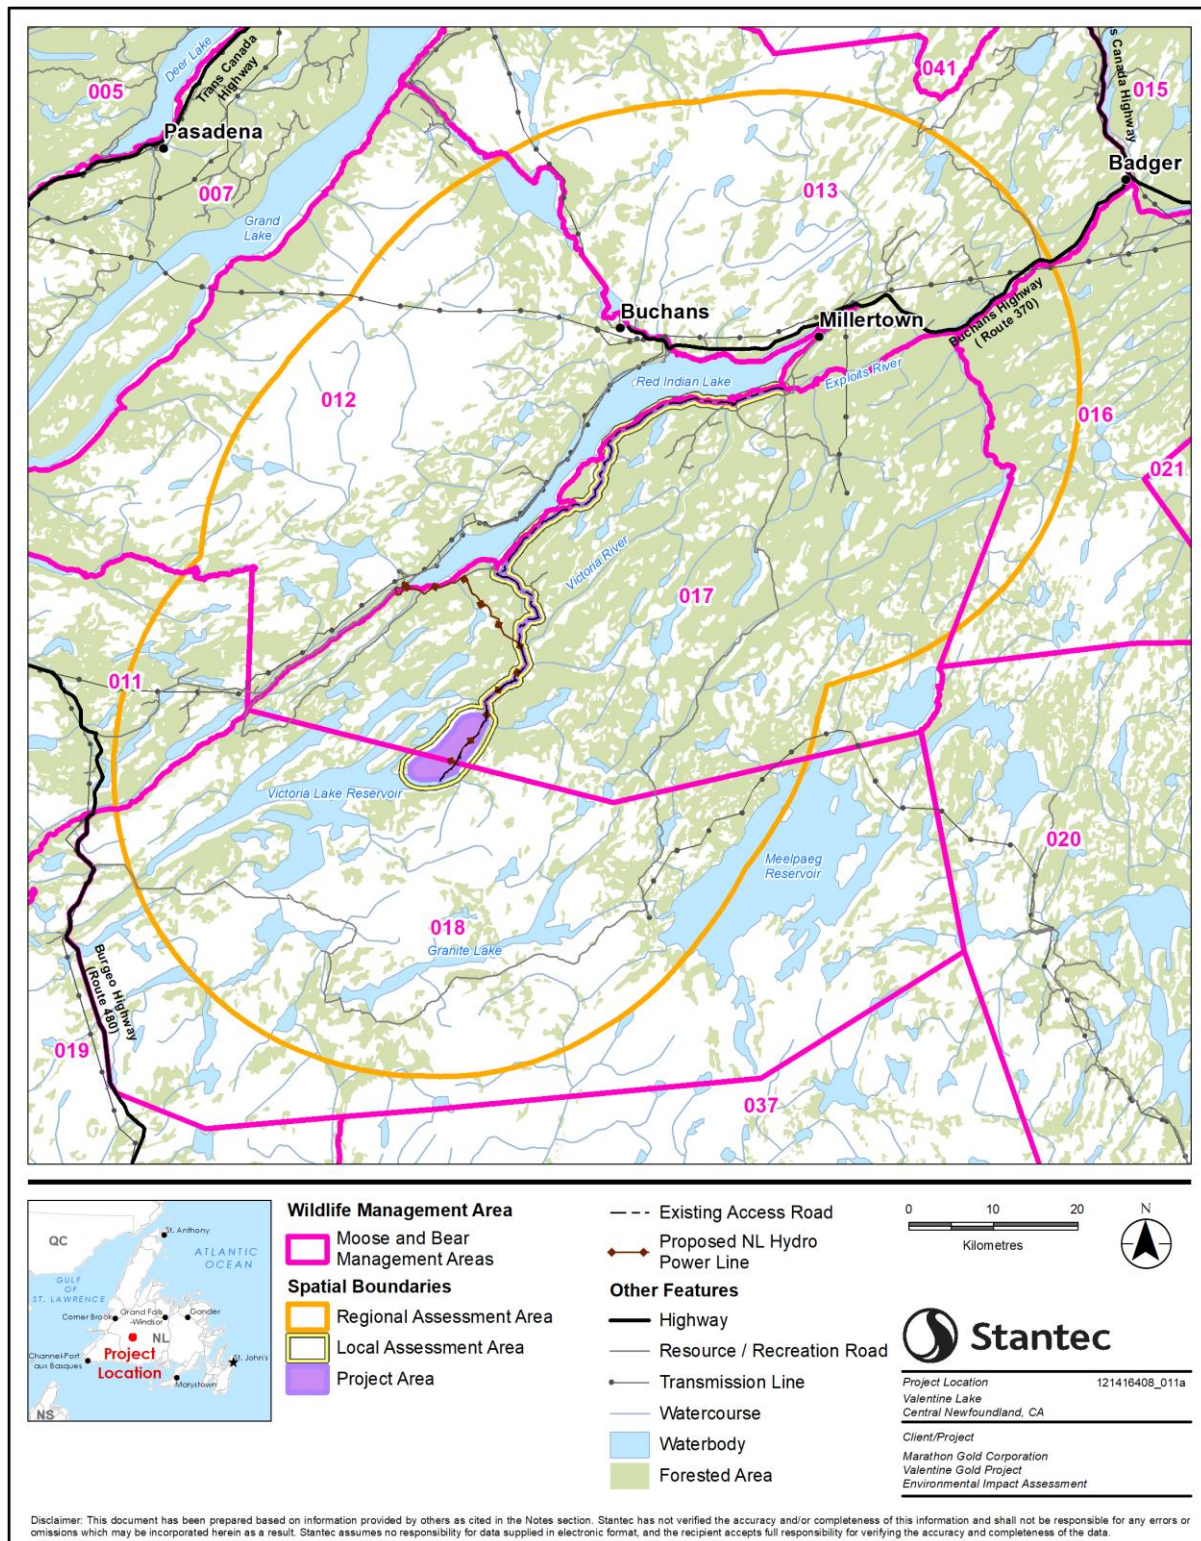 Deer Lake
Trans Canada
Highway
s Canada Highway
005
041
015
Pasadena
Badger
007
013
Grand
Lake
Buchans
Millertown
Buchans Highway
( Route 370)
Red Indian Lake
Exploits River
012
016
021
Victoria River
017
011
Victoria Lake Reservoir
020
Meelpaeg
Reservoir
018
Granite Lake
Burgeo Highway
(Route 480)
019
037
QC
St. Anthony
ATLANTIC
OCEAN
GULF
OF
ST. LAWRENCE
Corner Brook
Grand Falls
-Windsor
Gander
NL
Project
Location
Channel-Port
aux Basques
St. John's
Marystown
NS
Wildlife Management Area
Moose and Bear
Management Areas
Spatial Boundaries
Regional Assessment Area
Local Assessment Area
Project Area
Existing Access Road
Proposed NL Hydro
Power Line
Other Features
Highway
Resource / Recreation Road
Transmission Line
Watercourse
Waterbody
Forested Area
0 10 20
Kilometres
N
Stantec
Project Location 121416408_011a
Valentine Lake
Central Newfoundland, CA
Client/Project
Marathon Gold Corporation
Valentine Gold Project
Environmental Impact Assessment
Disclaimer: This document has been prepared based on information provided by others as cited in the Notes section. Stantec has not verified the accuracy and/or completeness of this information and shall not be responsible for any errors or
omissions which may be incorporated herein as a result. Stantec assumes no responsibility for data supplied in electronic format, and the recipient accepts full responsibility for verifying the accuracy and completeness of the data.